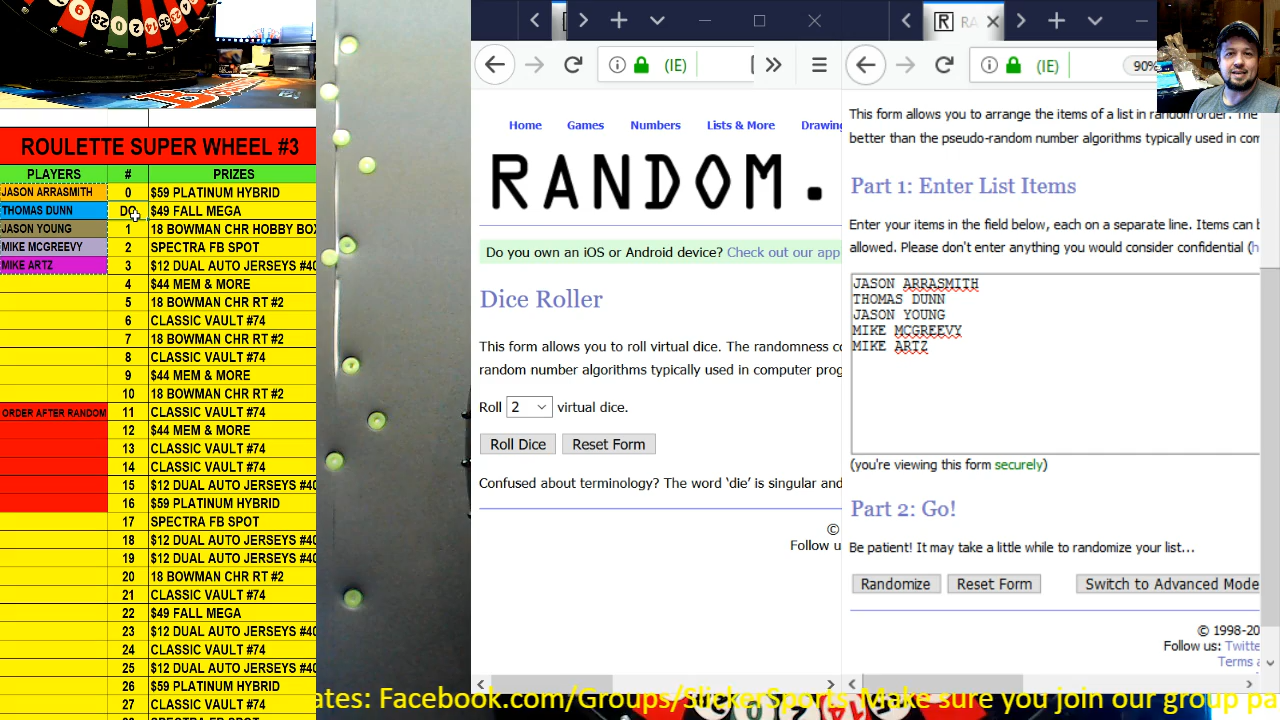 ROULETTE SUPER WHEEL #3
PLAYERS # PRIZES
JASON ARRASMITH 0 $59 PLATINUM HYBRID
THOMAS DUNN $49 FALL MEGA
JASON YOUNG 1 18 BOWMAN CHR HOBBY BOX
MIKE MCGREEVY 2 SPECTRA FB SPOT
MIKE ARTZ 3 $12 DUAL AUTO JERSEYS #40
4 $44 MEM & MORE
5 18 BOWMAN CHR RT #2
6 CLASSIC VAULT #74
7 18 BOWMAN CHR RT #2
8 CLASSIC VAULT #74
9 $44 MEM & MORE
10 18 BOWMAN CHR RT #2
ORDER AFTER RANDOM 11 CLASSIC VAULT #74
12 $44 MEM & MORE
13 CLASSIC VAULT #74
14 CLASSIC VAULT #74
15 $12 DUAL AUTO JERSEYS #40
16 $59 PLATINUM HYBRID
17 SPECTRA FB SPOT
18 $12 DUAL AUTO JERSEYS #40
19 $12 DUAL AUTO JERSEYS #40
20 18 BOWMAN CHR RT #2
21 CLASSIC VAULT #74
22 $49 FALL MEGA
23 $12 DUAL AUTO JERSEYS #40
24 CLASSIC VAULT #74
25 $12 DUAL AUTO JERSEYS #40
26 $59 PLATINUM HYBRID
27 CLASSIC VAULT #74
(IE)
Home Games Numbers Lists & More Drawin
RANDOM.
Do you own an iOS or Android device? Check out our app
Dice Roller
This form allows you to roll virtual dice. The randomness co
random number algorithms typically used in computer prog
Roll 2 virtual dice.
Roll Dice Reset Form
Confused about terminology? The word ‘die’ is singular and
©
Follow u
R RA
(IE) 90%
This form allows you to arrange the items of a list in random order. The
better than the pseudo-random number algorithms typically used in com
Part 1: Enter List Items
Enter your items in the field below, each on a separate line. Items can b
allowed. Please don't enter anything you would consider confidential (h
JASON ARRASMITH
THOMAS DUNN
JASON YOUNG
MIKE MCGREEVY
MIKE ARTZ
(you're viewing this form securely)
Part 2: Go!
Be patient! It may take a little while to randomize your list...
Randomize Reset Form Switch to Advanced Mode
© 1998-20
Follow us: Twitte
Terms a
ates: Facebook.com/Groups/SlickerSports Make sure you join our group pa